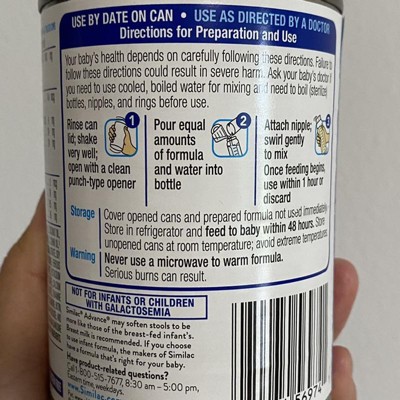 USE BY DATE ON CAN • USE AS DIRECTED BY A DOCTOR
Directions for Preparation and Use
Your baby's health depends on carefully following these directions. Failure to
follow these directions could result in severe harm. Ask your baby's doctor if
you need to use cooled, boiled water for mixing and need to boil (sterilize)
bottles, nipples, and rings before use.
1
Rinse can
lid; shake
very well;
open with a clean
punch-type opener
2
Pour equal
amounts
of formula
and water into
bottle
3
Attach nipple;
swirl gently
to mix
Once feeding begins,
use within 1 hour or
discard
Storage Cover opened cans and prepared formula not used immediately.
Store in refrigerator and feed to baby within 48 hours. Store
unopened cans at room temperature; avoid extreme temperatures.
Warning Never use a microwave to warm formula.
Serious burns can result.
NOT FOR INFANTS OR CHILDREN
WITH GALACTOSEMIA
Similac® Advance® may soften stools to be
more like those of the breast-fed infant's.
Breast milk is recommended. If you choose
to use infant formula, the makers of Similac
have a formula that's right for your baby.
Have product-related questions?
Call 1-800-515-7677, 8:30 am – 5:00 pm,
eastern time, weekdays.
56974